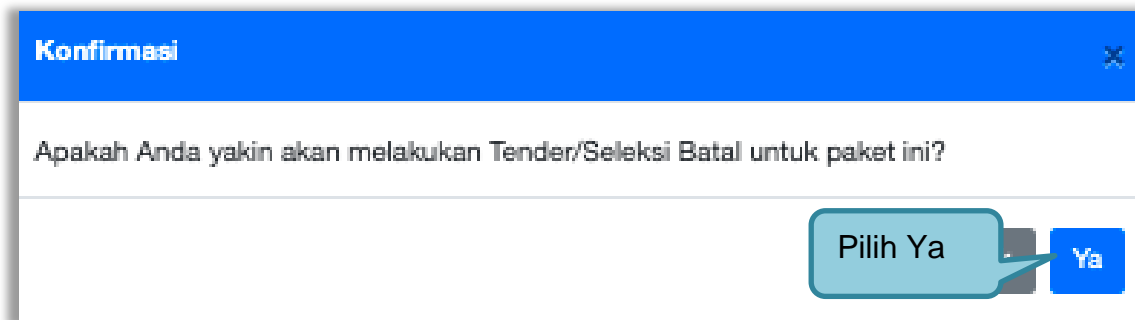 Konfirmasi
×
Apakah Anda yakin akan melakukan Tender/Seleksi Batal untuk paket ini?
Pilih Ya
Ya